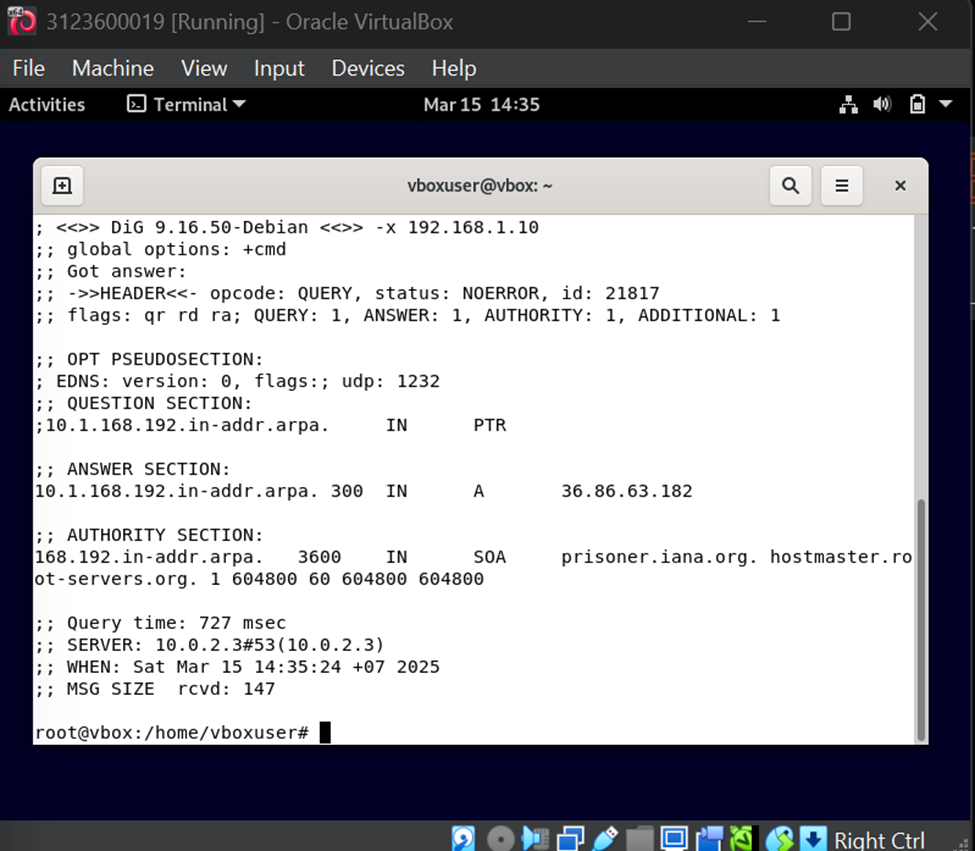 3123600019 [Running] - Oracle VirtualBox
File Machine View Input Devices Help
Activities Terminal Mar 15 14:35
vboxuser@vbox: ~
; <<>> DiG 9.16.50-Debian <<>> -x 192.168.1.10
;; global options: +cmd
;; Got answer:
;; ->>HEADER<<- opcode: QUERY, status: NOERROR, id: 21817
;; flags: qr rd ra; QUERY: 1, ANSWER: 1, AUTHORITY: 1, ADDITIONAL: 1
;; OPT PSEUDOSECTION:
; EDNS: version: 0, flags:; udp: 1232
;; QUESTION SECTION:
;10.1.168.192.in-addr.arpa. IN PTR
;; ANSWER SECTION:
10.1.168.192.in-addr.arpa. 300 IN A 36.86.63.182
;; AUTHORITY SECTION:
168.192.in-addr.arpa. 3600 IN SOA prisoner.iana.org. hostmaster.ro
ot-servers.org. 1 604800 60 604800 604800
;; Query time: 727 msec
;; SERVER: 10.0.2.3#53(10.0.2.3)
;; WHEN: Sat Mar 15 14:35:24 +07 2025
;; MSG SIZE rcvd: 147
root@vbox:/home/vboxuser#
Right Ctrl